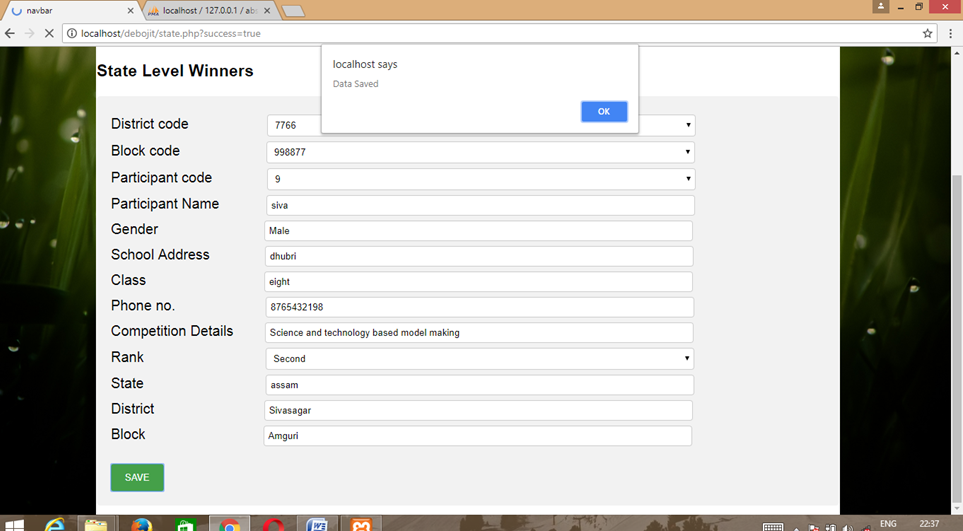 navbar
localhost / 127.0.0.1 / abs
localhost/debojit/state.php?success=true
State Level Winners
localhost says
Data Saved
OK
District code 7766
Block code 998877
Participant code 9
Participant Name siva
Gender Male
School Address dhubri
Class eight
Phone no. 8765432198
Competition Details Science and technology based model making
Rank Second
State assam
District Sivasagar
Block Amguri
SAVE
ENG 22:37